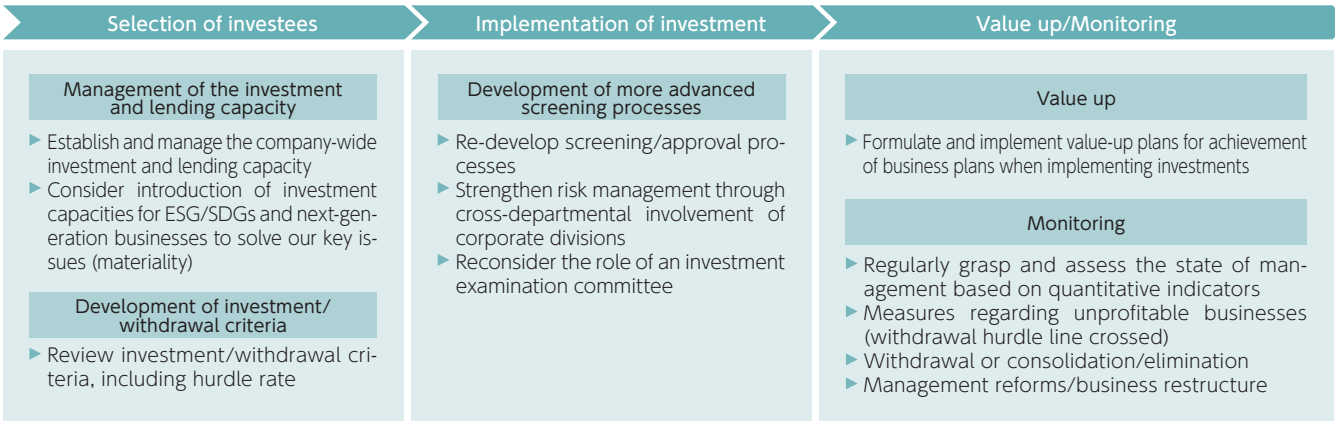 Selection of investees
Management of the investment
and lending capacity
Establish and manage the company-wide
investment and lending capacity
Consider introduction of investment
capacities for ESG/SDGs and next-gen-
eration businesses to solve our key is-
sues (materiality)
Development of investment/
withdrawal criteria
Review investment/withdrawal cri-
teria, including hurdle rate
Implementation of investment
Development of more advanced
screening processes
Re-develop screening/approval pro-
cesses
Strengthen risk management through
cross-departmental involvement of
corporate divisions
Reconsider the role of an investment
examination committee
Value up/Monitoring
Value up
Formulate and implement value-up plans for achievement
of business plans when implementing investments
Monitoring
Regularly grasp and assess the state of man-
agement based on quantitative indicators
Measures regarding unprofitable businesses
(withdrawal hurdle line crossed)
Withdrawal or consolidation/elimination
Management reforms/business restructure